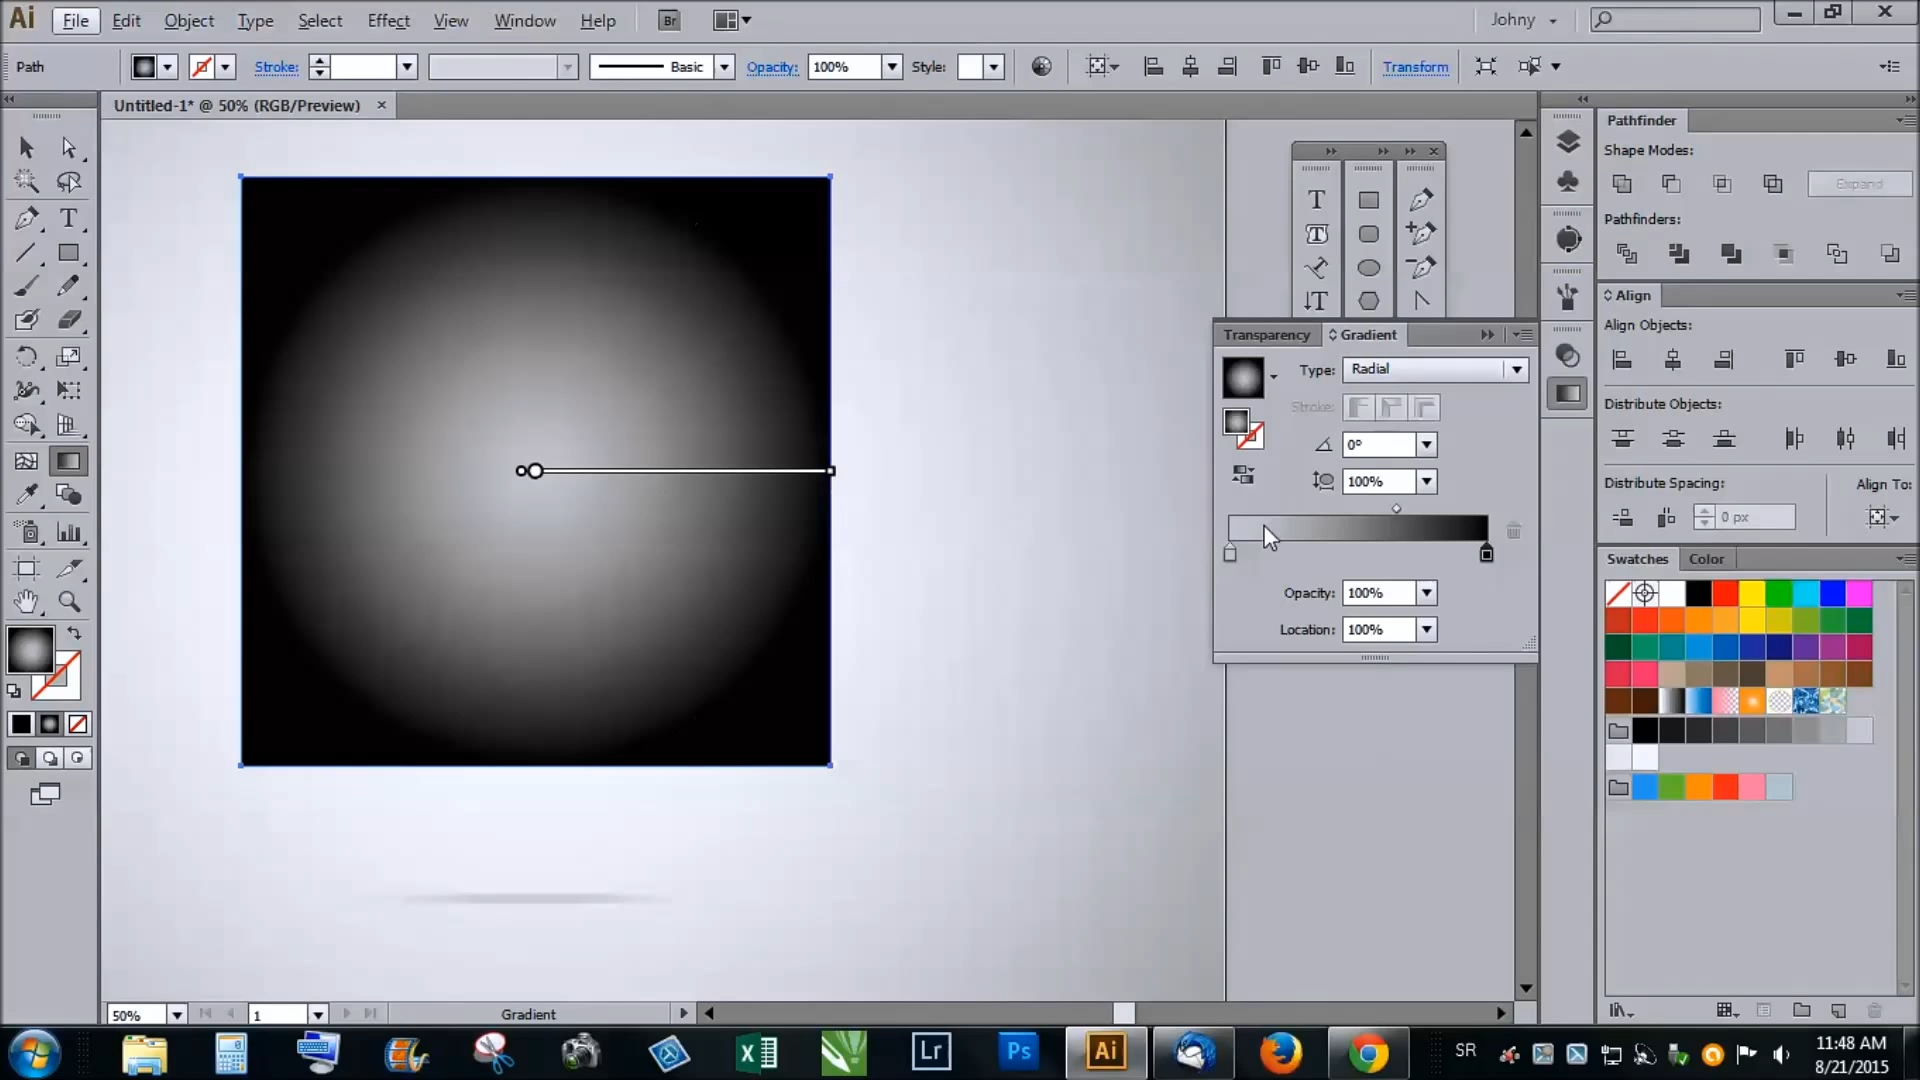 Ai File Edit Object Type Select Effect View Window Help Br Johny
Path Stroke: Basic Opacity: 100% Style: Transform
Untitled-1* @ 50% (RGB/Preview) ×
Pathfinder
Shape Modes:
Expand
Pathfinders:
Align
Align Objects:
Distribute Objects:
Distribute Spacing: Align To:
0 px
Transparency Gradient
Type: Radial
Stroke:
0°
100%
Opacity: 100%
Location: 100%
Swatches Color
50% 1 Gradient
Lr Ps Ai SR 11:48 AM
8/21/2015